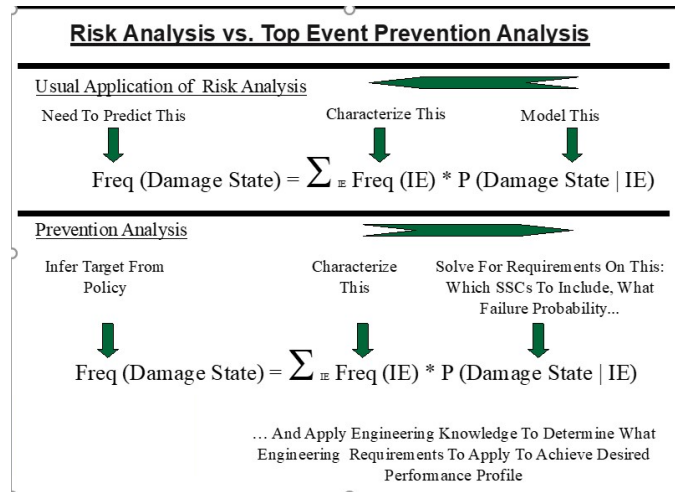 Risk Analysis vs. Top Event Prevention Analysis
Usual Application of Risk Analysis
Need To Predict This
Characterize This
Model This
Freq (Damage State) = ∑ IE Freq (IE) * P (Damage State | IE)
Prevention Analysis
Infer Target From
Policy
Characterize
This
Solve For Requirements On This:
Which SSCs To Include, What
Failure Probability...
Freq (Damage State) = ∑ IE Freq (IE) * P (Damage State | IE)
… And Apply Engineering Knowledge To Determine What
Engineering Requirements To Apply To Achieve Desired
Performance Profile